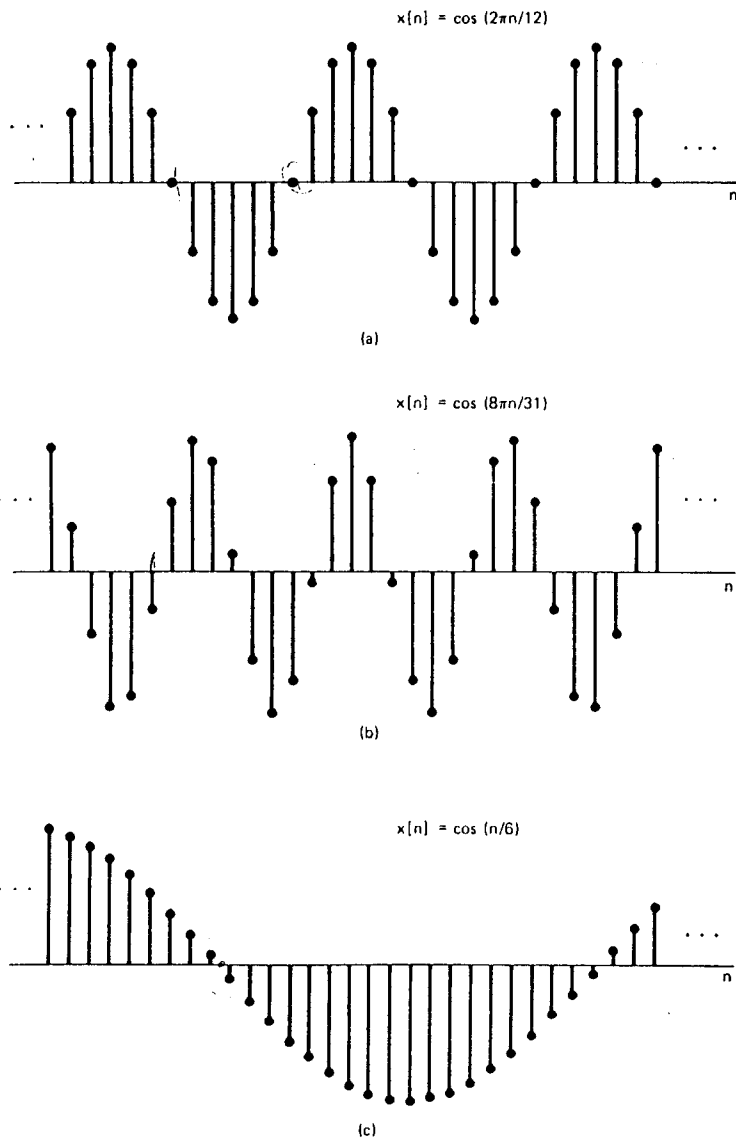 x[n] = cos (2πn/12)
. . .
. . .
n
(a)
x[n] = cos (8πn/31)
. . .
. . .
n
(b)
x[n] = cos (n/6)
. . .
. . .
n
(c)